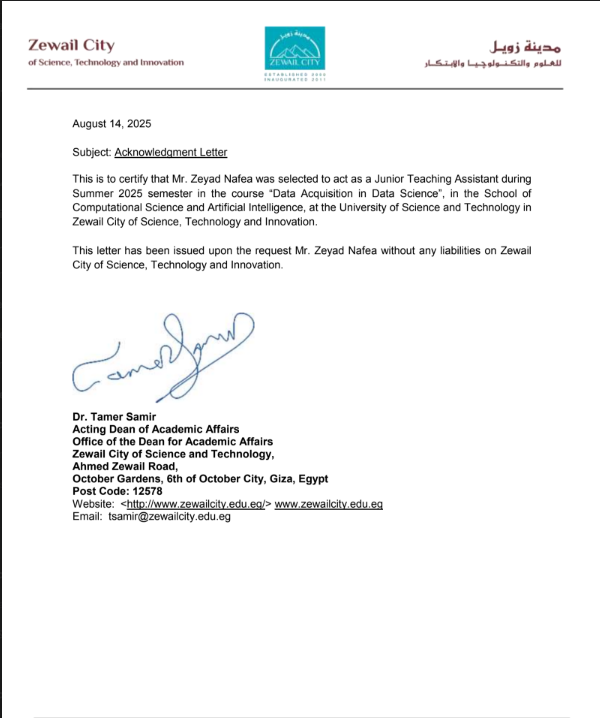 Zewail City
of Science, Technology and Innovation
مدينة زويل
ZEWAIL CITY
ESTABLISHED 2000
INAUGURATED 2011
مدينة زويل
للعلوم والتكنولوجيا والابتكار
August 14, 2025
Subject: Acknowledgment Letter
This is to certify that Mr. Zeyad Nafea was selected to act as a Junior Teaching Assistant during
Summer 2025 semester in the course “Data Acquisition in Data Science”, in the School of
Computational Science and Artificial Intelligence, at the University of Science and Technology in
Zewail City of Science, Technology and Innovation.
This letter has been issued upon the request Mr. Zeyad Nafea without any liabilities on Zewail
City of Science, Technology and Innovation.
Tamer Samir
Dr. Tamer Samir
Acting Dean of Academic Affairs
Office of the Dean for Academic Affairs
Zewail City of Science and Technology,
Ahmed Zewail Road,
October Gardens, 6th of October City, Giza, Egypt
Post Code: 12578
Website: <http://www.zewailcity.edu.eg/> www.zewailcity.edu.eg
Email: tsamir@zewailcity.edu.eg